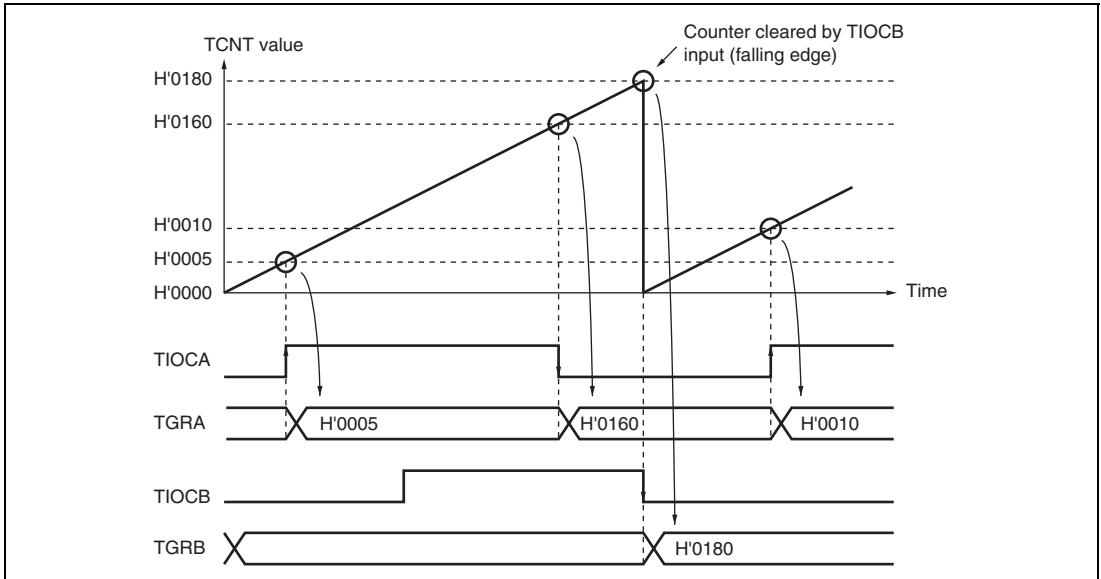 Counter cleared by TIOCB
input (falling edge)
TCNT value
H'0180
H'0160
H'0010
H'0005
H'0000
Time
TIOCA
TGRA
H'0005
H'0160
H'0010
TIOCB
TGRB
H'0180